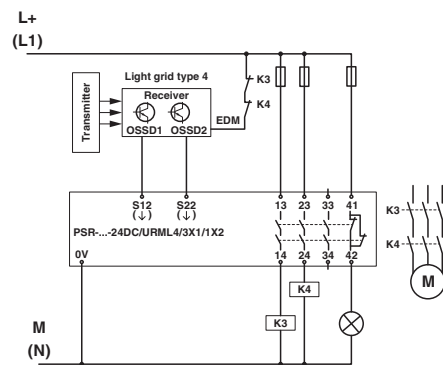 L+
(L1)
Light grid type 4
Transmitter
Receiver
OSSD1 OSSD2
EDM
K3
K4
S12 S22 13 23 33 41
(↓) (↓)
PSR-...-24DC/URML4/3X1/1X2
0V 14 24 34 42
K3
K4
M
K4
K3
M
(N)